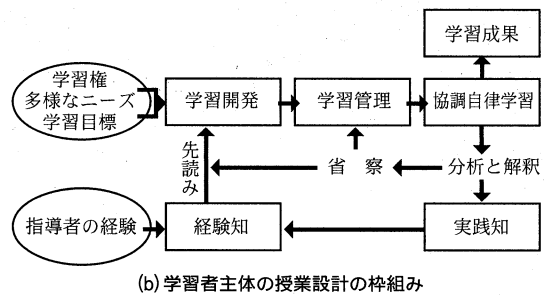 学習成果
学習権
多様なニーズ
学習目標
学習開発
学習管理
協調自律学習
先読み
省 察
分析と解釈
指導者の経験
経験知
実践知
(b) 学習者主体の授業設計の枠組み